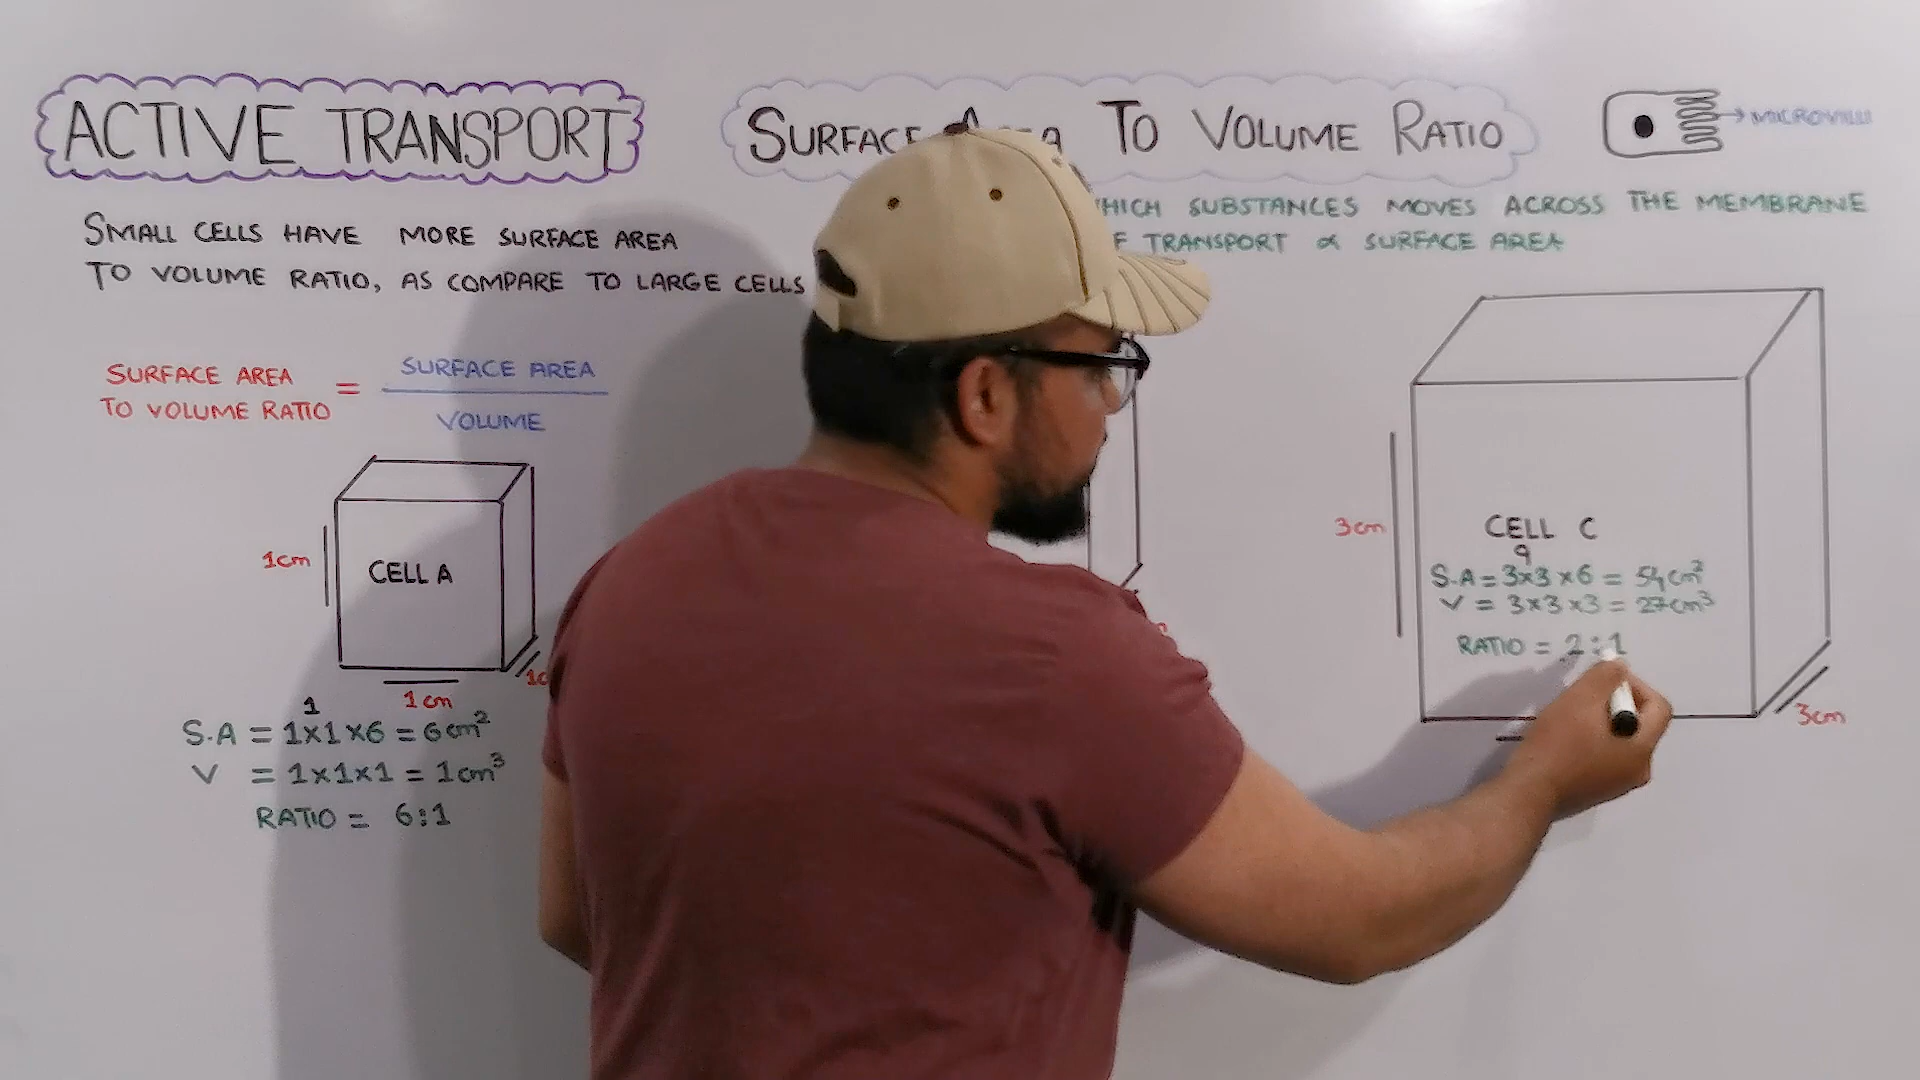 ACTIVE TRANSPORT
SMALL CELLS HAVE MORE SURFACE AREA
TO VOLUME RATIO, AS COMPARE TO LARGE CELLS
SURFACE AREA
TO VOLUME RATIO
=
SURFACE AREA
VOLUME
CELL A
1cm
1cm
S.A = 1x1x6 = 6cm²
1
V = 1x1x1 = 1cm³
RATIO = 6:1
SURFACE TO VOLUME RATIO
MICROVILLI
SUBSTANCES MOVES ACROSS THE MEMBRANE
TRANSPORT ∝ SURFACE AREA
3cm
CELL C
9
S.A = 3x3x6 = 54cm²
V = 3x3x3 = 27cm³
RATIO = 2:1
3cm